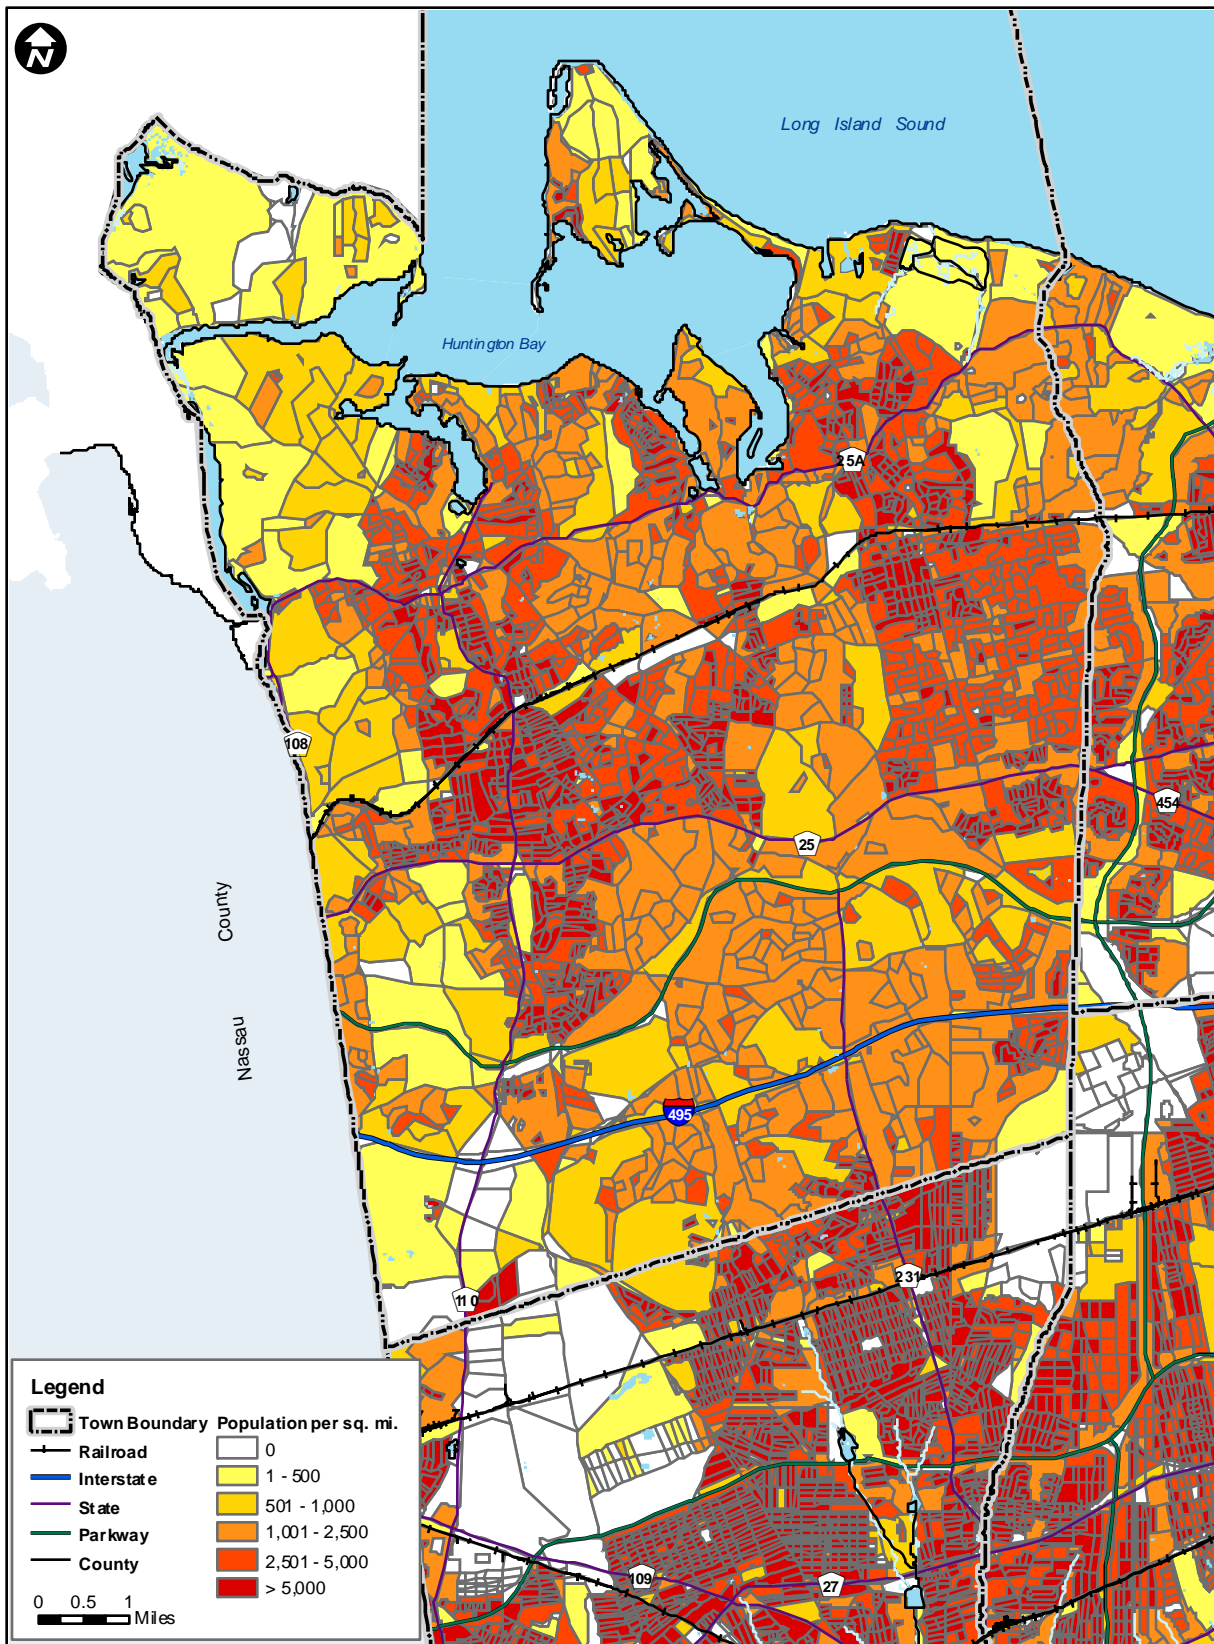 N
Long Island Sound
Huntington Bay
25A
108
454
25
Nassau County
495
231
110
109
27
Legend
Town Boundary
Railroad
Interstate
State
Parkway
County
0 0.5 1
Miles
Population per sq. mi.
0
1 - 500
501 - 1,000
1,001 - 2,500
2,501 - 5,000
> 5,000